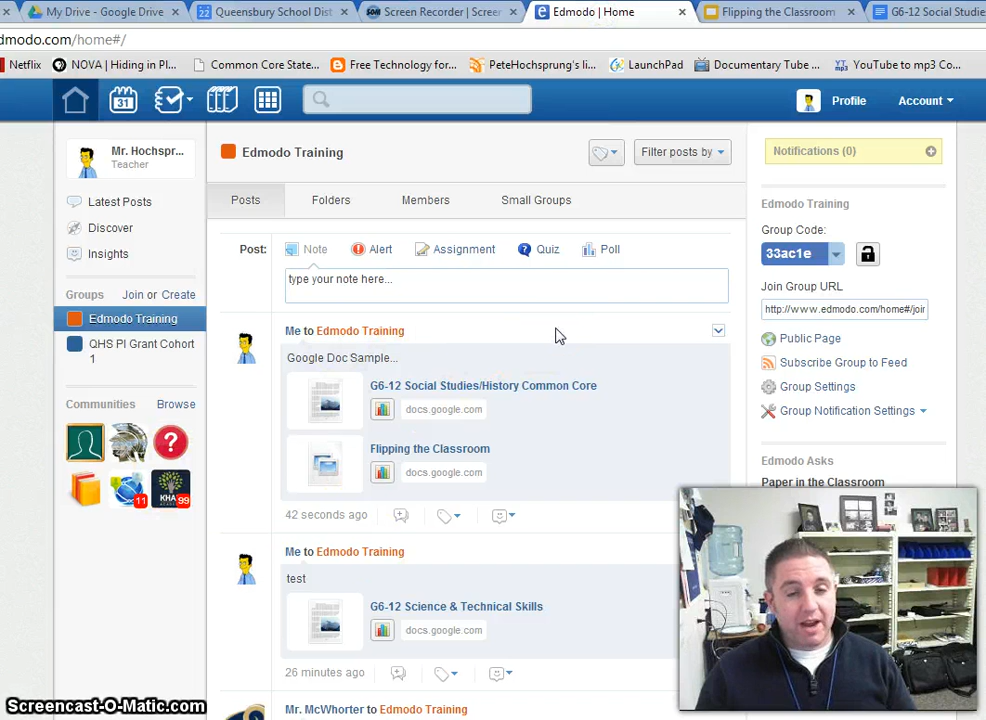 My Drive - Google Drive × Queensbury School Dist × Screen Recorder | Screer × Edmodo | Home × Flipping the Classroom × G6-12 Social Studie
dmodo.com/home#/
Netflix NOVA | Hiding in Pl... Common Core State... Free Technology for... PeteHochsprung's li... LaunchPad Documentary Tube ... YouTube to mp3 Co...
31 Profile Account
Mr. Hochspr...
Teacher
Latest Posts
Discover
Insights
Groups Join or Create
Edmodo Training
QHS PI Grant Cohort
1
Communities Browse
?
11
KHA
99
Edmodo Training Filter posts by
Posts Folders Members Small Groups
Post: Note Alert Assignment Quiz Poll
type your note here...
Me to Edmodo Training
Google Doc Sample...
G6-12 Social Studies/History Common Core
docs.google.com
Flipping the Classroom
docs.google.com
42 seconds ago
Me to Edmodo Training
test
G6-12 Science & Technical Skills
docs.google.com
26 minutes ago
Mr. McWhorter to Edmodo Training
Notifications (0)
Edmodo Training
Group Code:
33ac1e
Join Group URL
http://www.edmodo.com/home#/joir
Public Page
Subscribe Group to Feed
Group Settings
Group Notification Settings
Edmodo Asks
Paper in the Classroom
Screencast-O-Matic.com